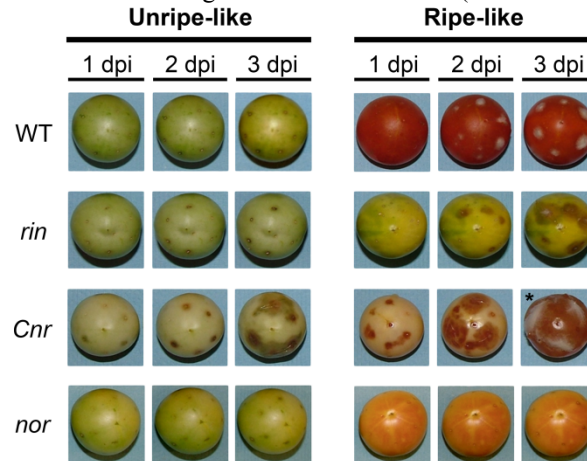 Unripe-like Ripe-like
1 dpi 2 dpi 3 dpi 1 dpi 2 dpi 3 dpi
WT
rin
Cnr *
nor